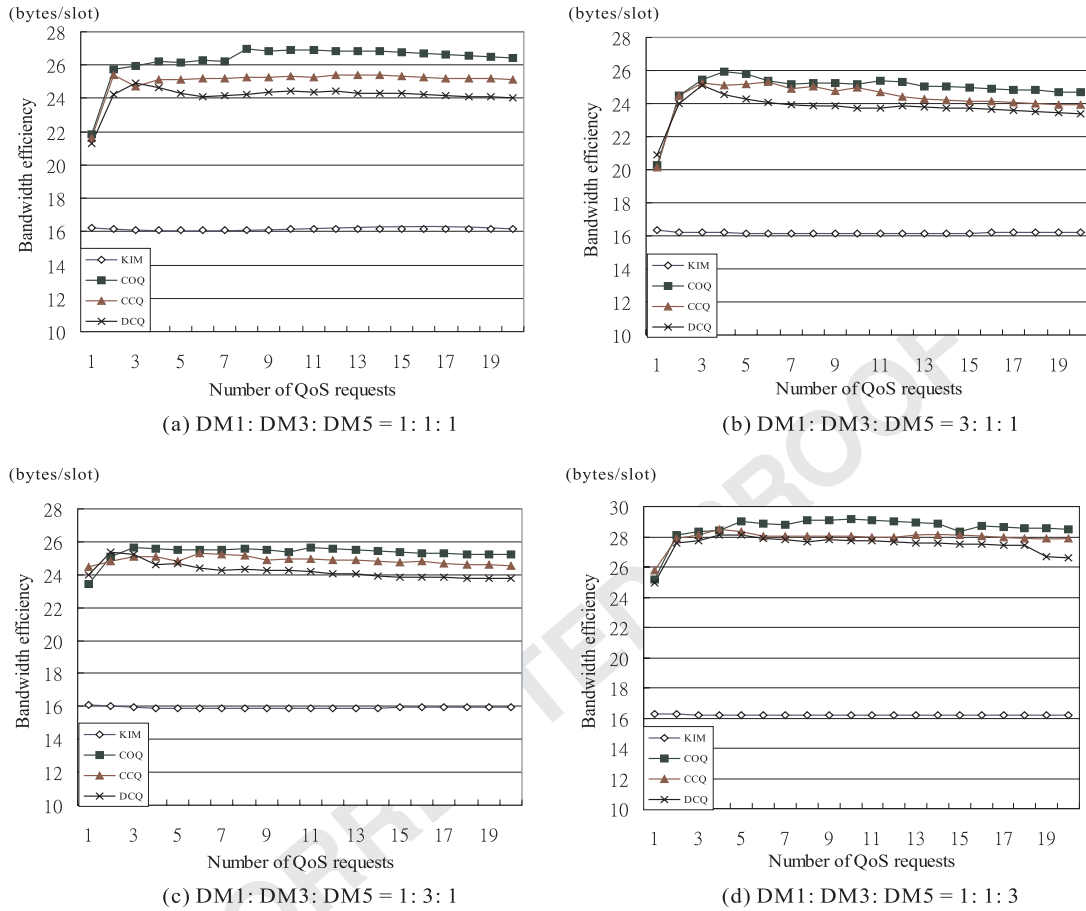 (bytes/slot)
28
26
24
22
20
18
16
14
12
10
Bandwidth efficiency
KIM
COQ
CCQ
DCQ
1 3 5 7 9 11 13 15 17 19
Number of QoS requests
(a) DM1: DM3: DM5 = 1: 1: 1
(bytes/slot)
28
26
24
22
20
18
16
14
12
10
Bandwidth efficiency
KIM
COQ
CCQ
DCQ
1 3 5 7 9 11 13 15 17 19
Number of QoS requests
(b) DM1: DM3: DM5 = 3: 1: 1
(bytes/slot)
28
26
24
22
20
18
16
14
12
10
Bandwidth efficiency
KIM
COQ
CCQ
DCQ
1 3 5 7 9 11 13 15 17 19
Number of QoS requests
(c) DM1: DM3: DM5 = 1: 3: 1
(bytes/slot)
30
28
26
24
22
20
18
16
14
12
10
Bandwidth efficiency
KIM
COQ
CCQ
DCQ
1 3 5 7 9 11 13 15 17 19
Number of QoS requests
(d) DM1: DM3: DM5 = 1: 1: 3